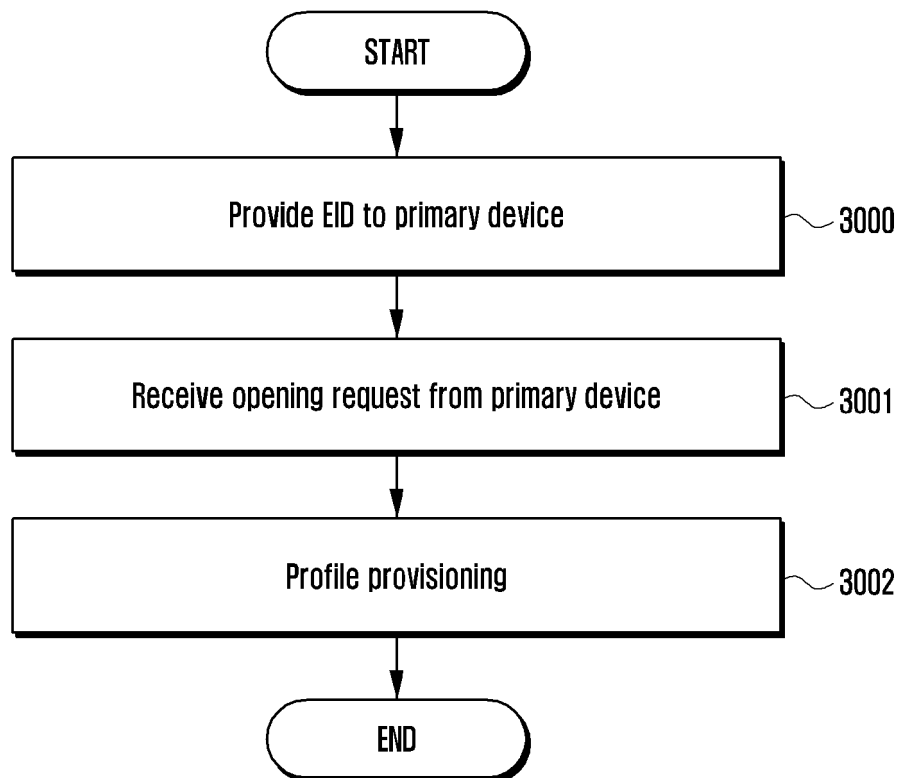 START
Provide EID to primary device
3000
Receive opening request from primary device
3001
Profile provisioning
3002
END